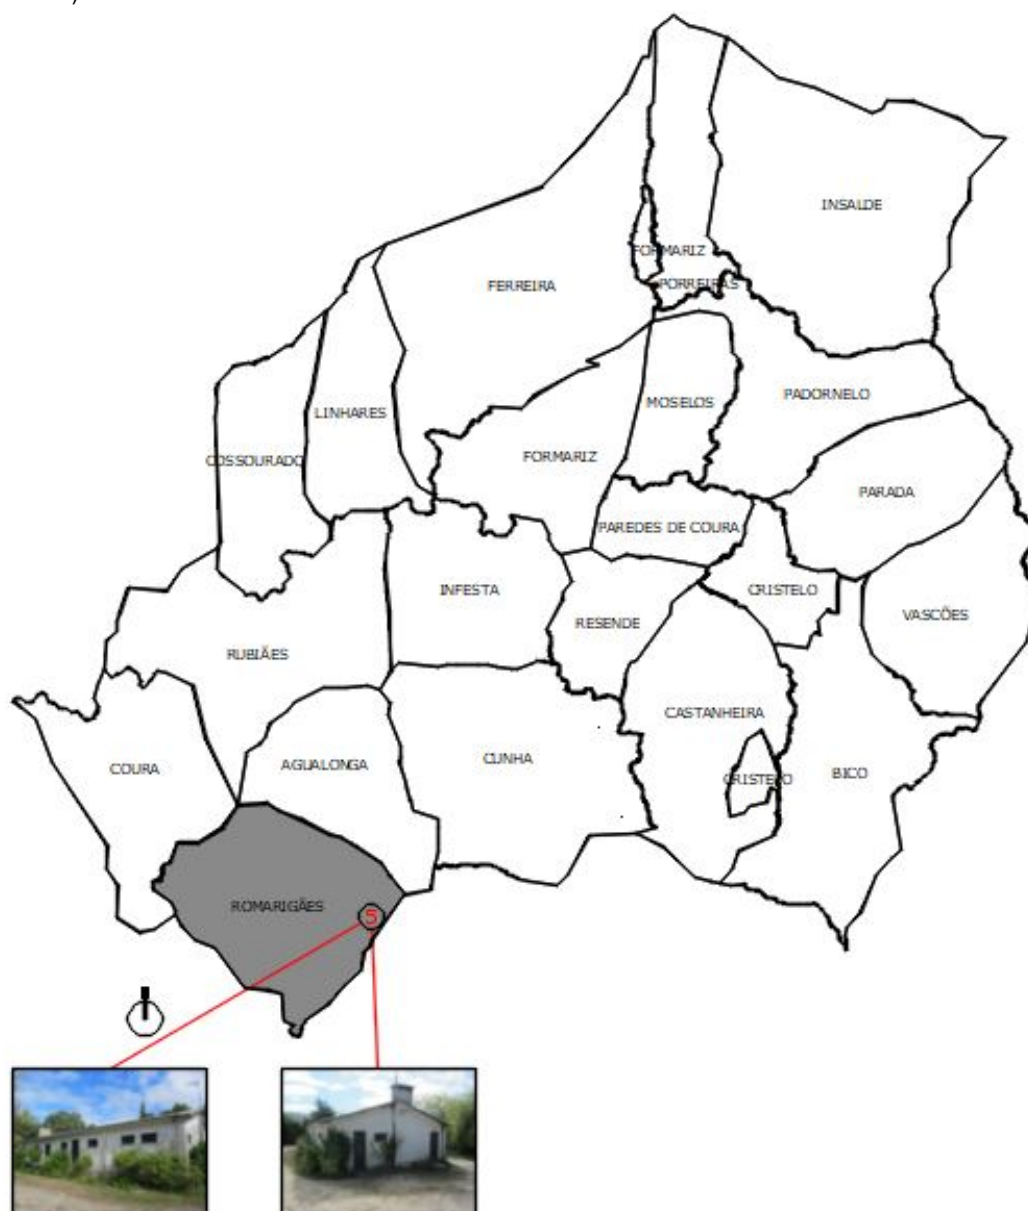 INSALDE
FORMARIZ
FERREIRA
PORREIRAS
PADORNELO
MOSELOS
LINHARES
FORMARIZ
COSSOURADO
PARADA
PAREDES DE COURA
INFESTA
CRISTELO
VASCÕES
RESENDE
RUBIÃES
CASTANHEIRA
CUNHA
AGUALONGA
COURA
BICO
CRISTELO
ROMARIGÃES
5